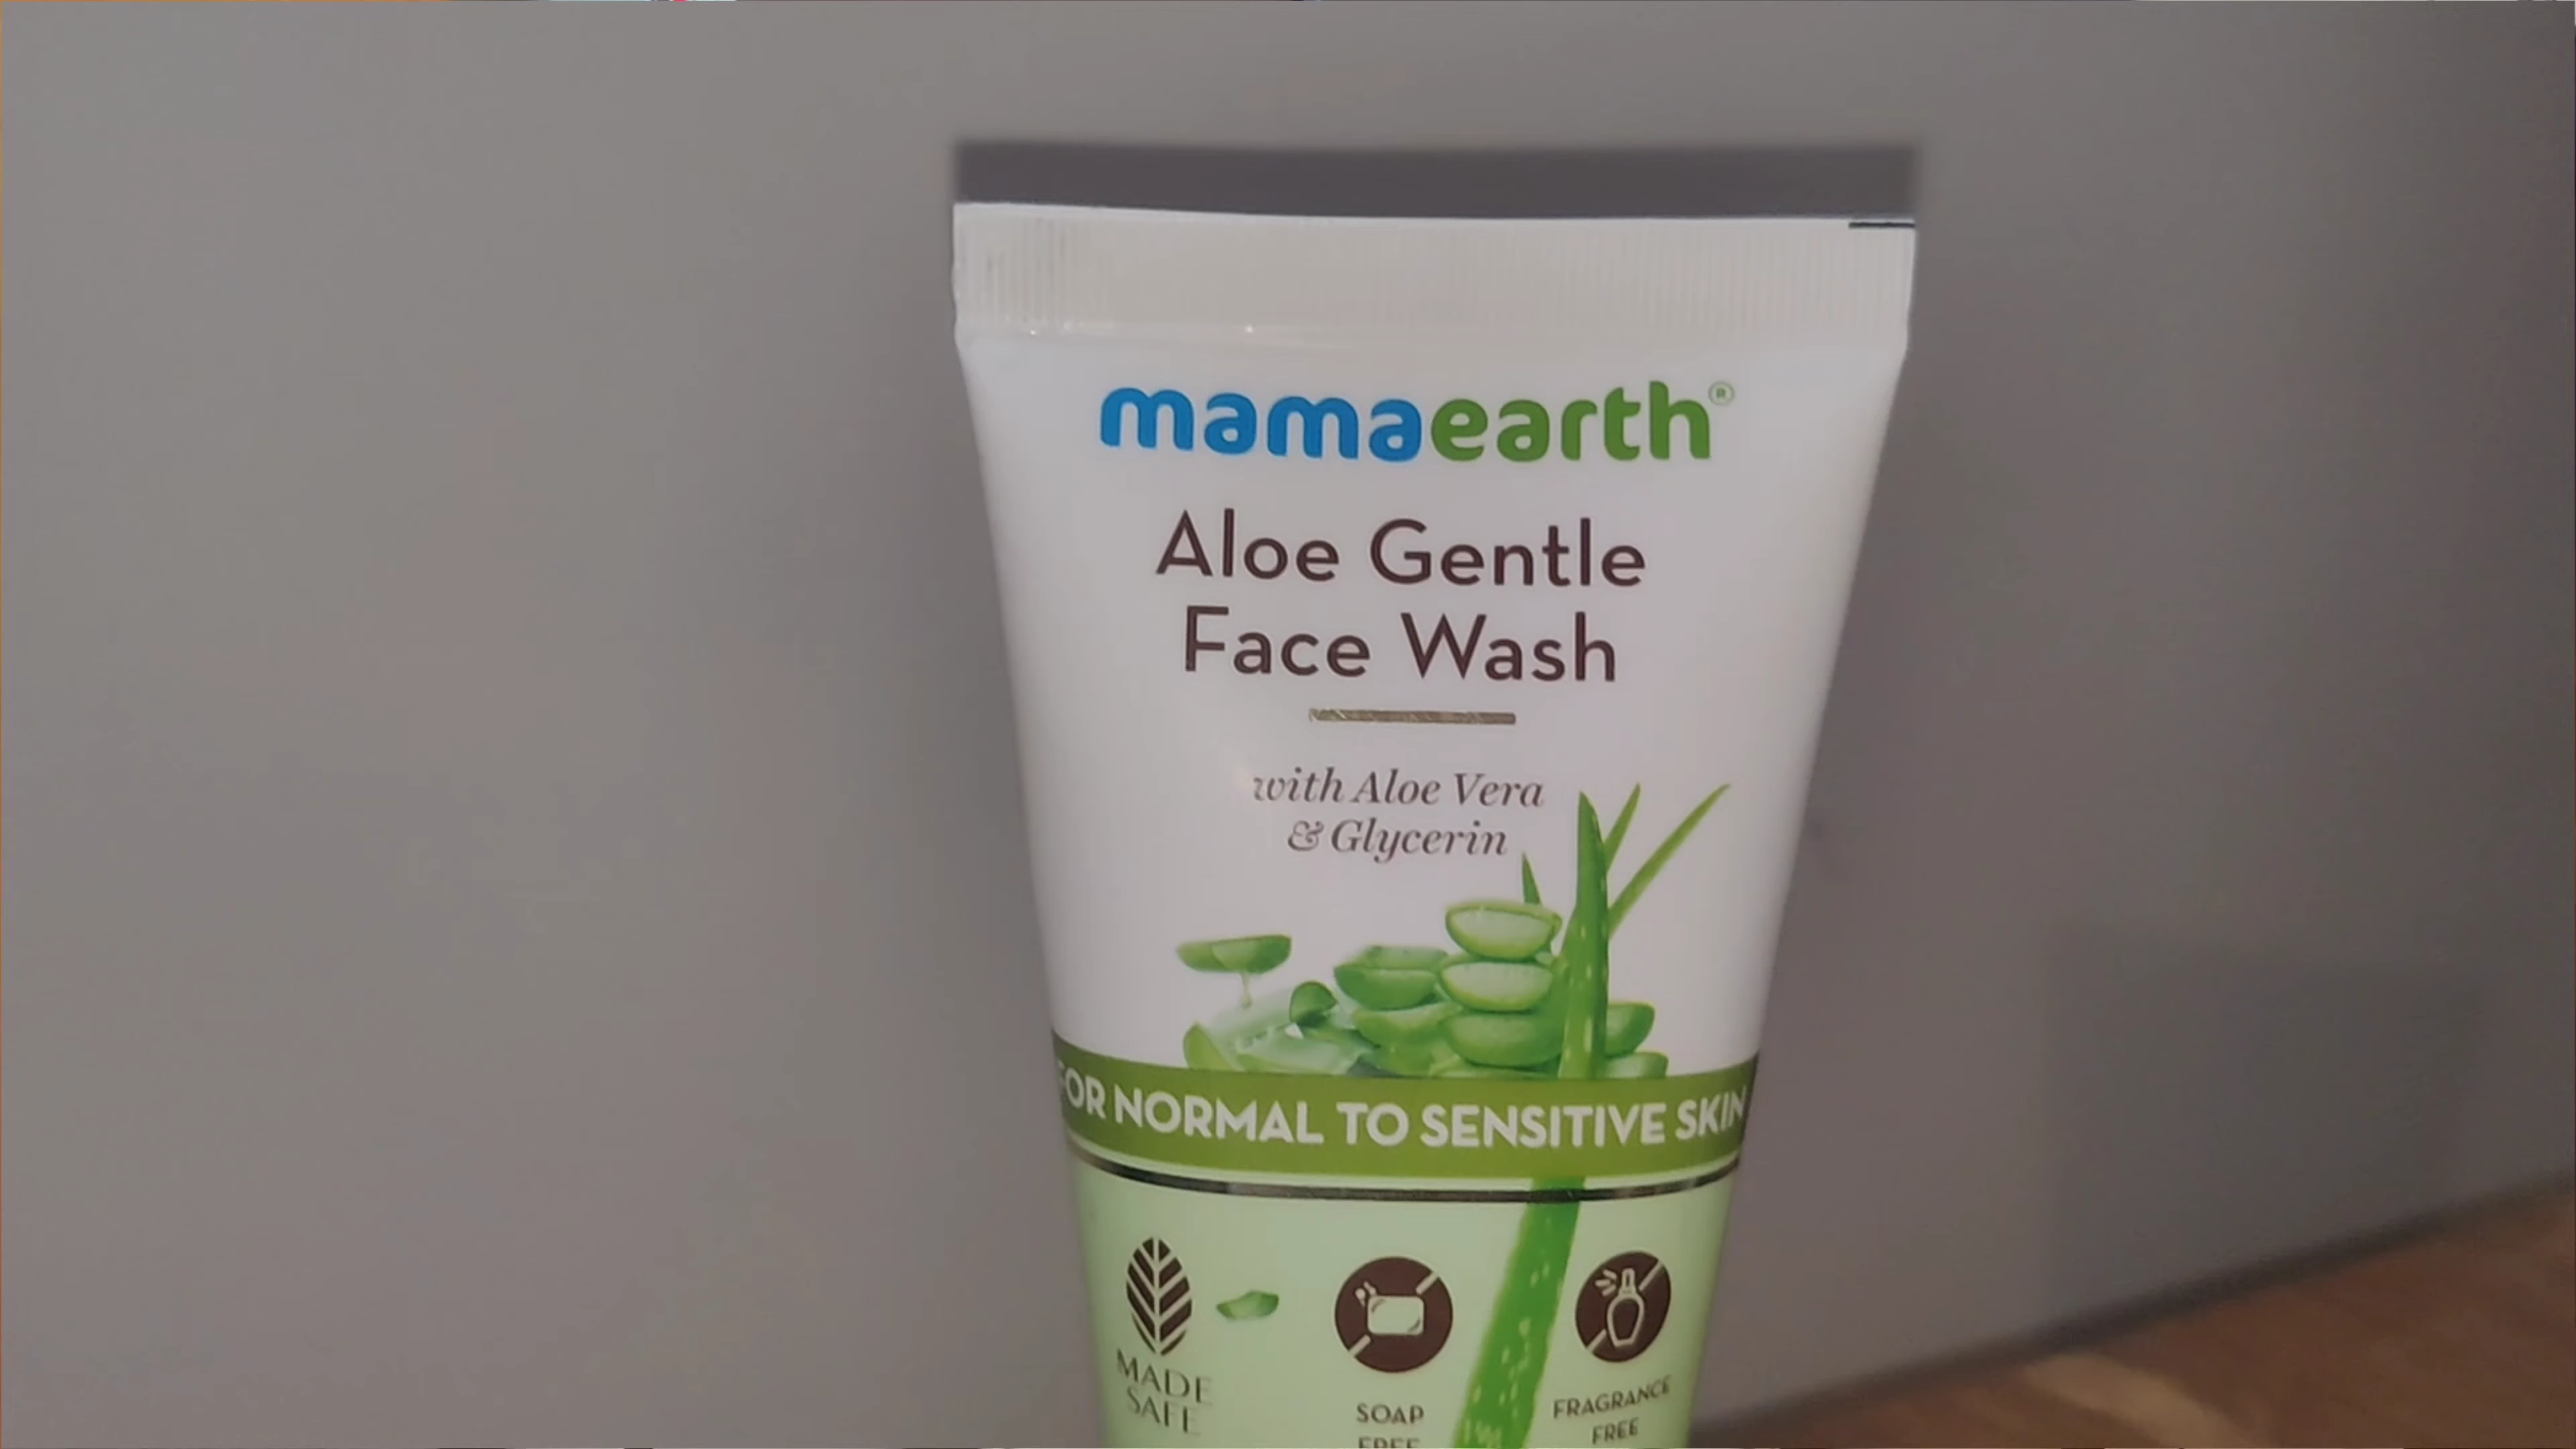 mamaearth®
Aloe Gentle
Face Wash
with Aloe Vera
& Glycerin
FOR NORMAL TO SENSITIVE SKIN
MADE
SAFE
SOAP
FREE
FRAGRANCE
FREE